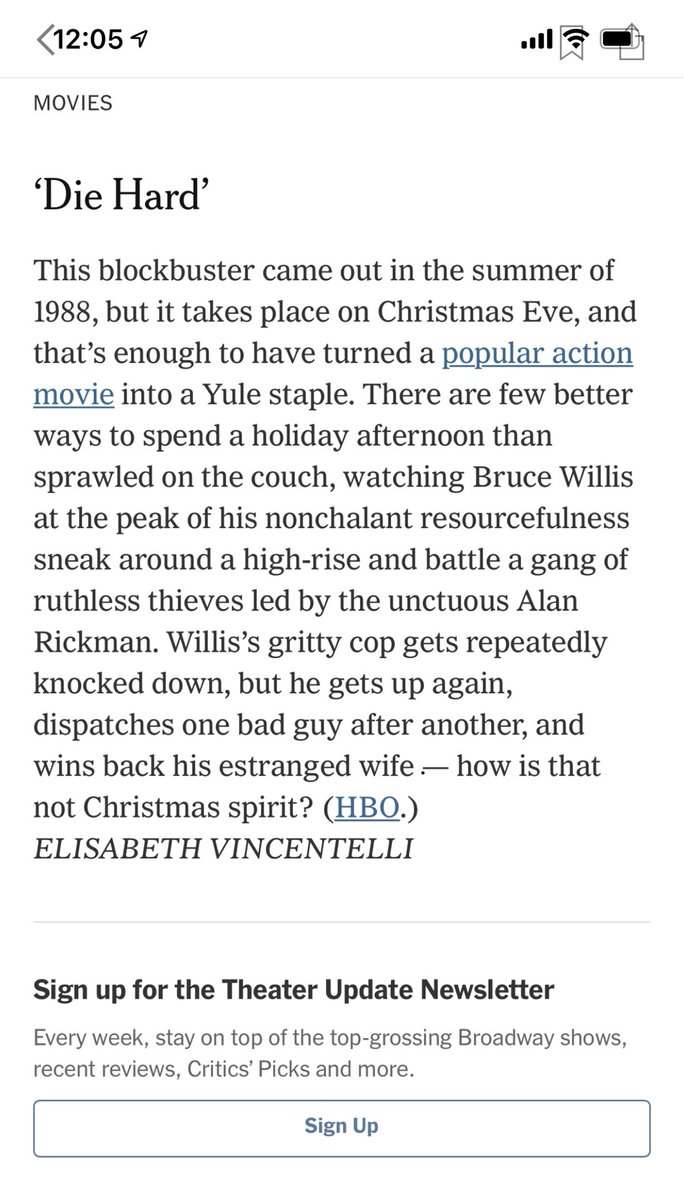 12:05
MOVIES
‘Die Hard’
This blockbuster came out in the summer of
1988, but it takes place on Christmas Eve, and
that’s enough to have turned a popular action
movie into a Yule staple. There are few better
ways to spend a holiday afternoon than
sprawled on the couch, watching Bruce Willis
at the peak of his nonchalant resourcefulness
sneak around a high-rise and battle a gang of
ruthless thieves led by the unctuous Alan
Rickman. Willis’s gritty cop gets repeatedly
knocked down, but he gets up again,
dispatches one bad guy after another, and
wins back his estranged wife .— how is that
not Christmas spirit? (HBO.)
ELISABETH VINCENTELLI
Sign up for the Theater Update Newsletter
Every week, stay on top of the top-grossing Broadway shows,
recent reviews, Critics’ Picks and more.
Sign Up